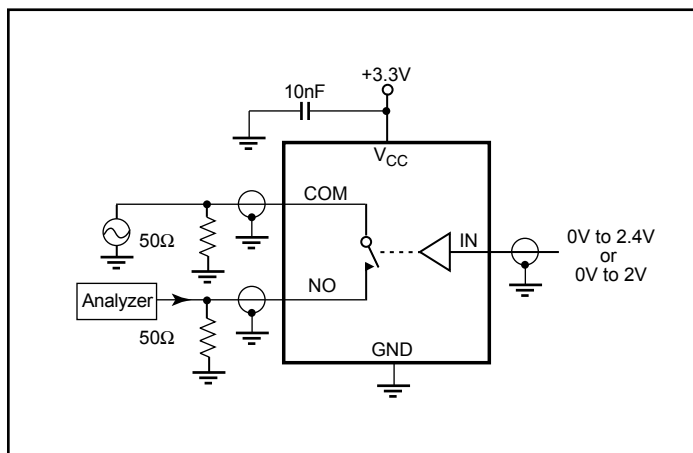 +3.3V
10nF
VCC
COM
50Ω
IN
0V to 2.4V
or
0V to 2V
NO
Analyzer
50Ω
GND